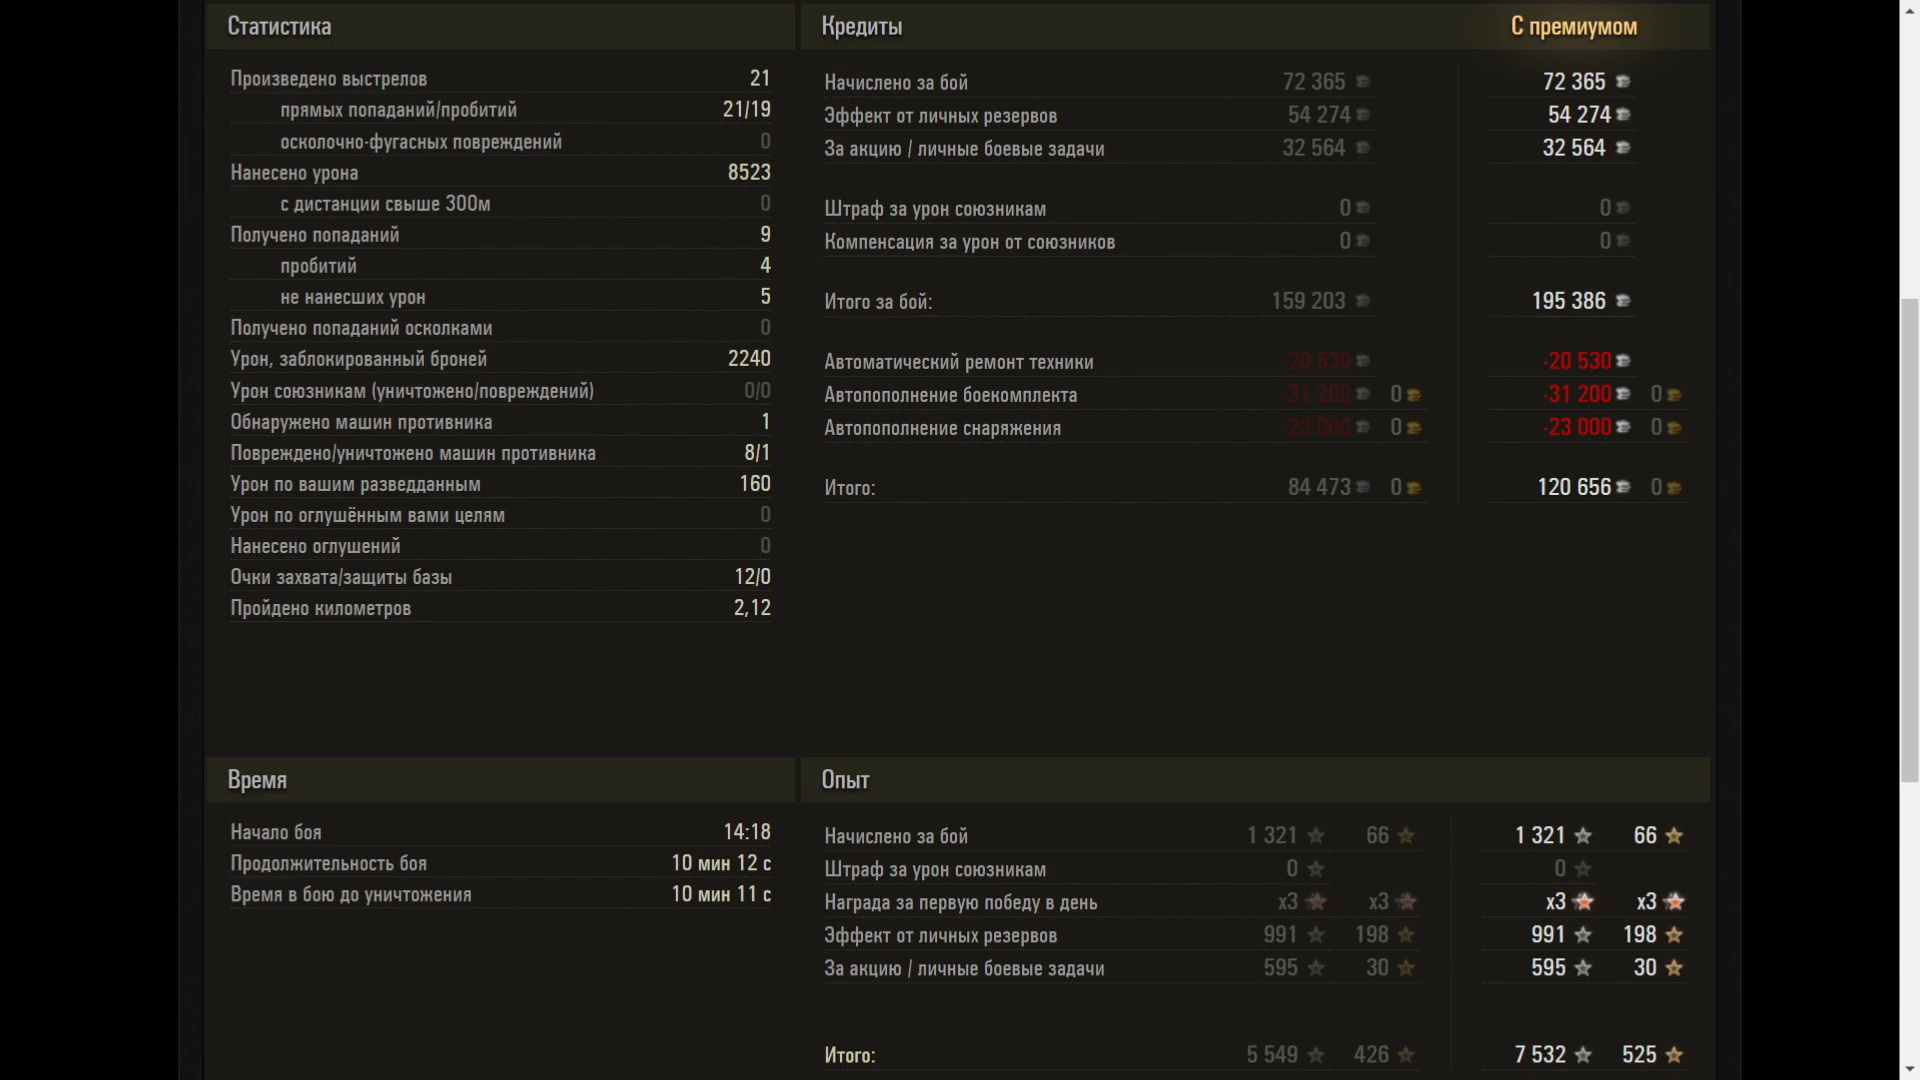 Статистика
Произведено выстрелов 21
прямых попаданий/пробитий 21/19
осколочно-фугасных повреждений 0
Нанесено урона 8523
с дистанции свыше 300м 0
Получено попаданий 9
пробитий 4
не нанесших урон 5
Получено попаданий осколками 0
Урон, заблокированный броней 2240
Урон союзникам (уничтожено/повреждений) 0/0
Обнаружено машин противника 1
Повреждено/уничтожено машин противника 8/1
Урон по вашим разведданным 160
Урон по оглушённым вами целям 0
Нанесено оглушений 0
Очки захвата/защиты базы 12/0
Пройдено километров 2,12
Кредиты С премиумом
Начислено за бой 72 365 72 365
Эффект от личных резервов 54 274 54 274
За акцию / личные боевые задачи 32 564 32 564
Штраф за урон союзникам 0 0
Компенсация за урон от союзников 0 0
Итого за бой: 159 203 195 386
Автоматический ремонт техники -20 530 -20 530
Автопополнение боекомплекта -31 200 0 -31 200 0
Автопополнение снаряжения -23 000 0 -23 000 0
Итого: 84 473 0 120 656 0
Время
Начало боя 14:18
Продолжительность боя 10 мин 12 с
Время в бою до уничтожения 10 мин 11 с
Опыт
Начислено за бой 1 321 66 1 321 66
Штраф за урон союзникам 0 0
Награда за первую победу в день x3 x3 x3 x3
Эффект от личных резервов 991 198 991 198
За акцию / личные боевые задачи 595 30 595 30
Итого: 5 549 426 7 532 525